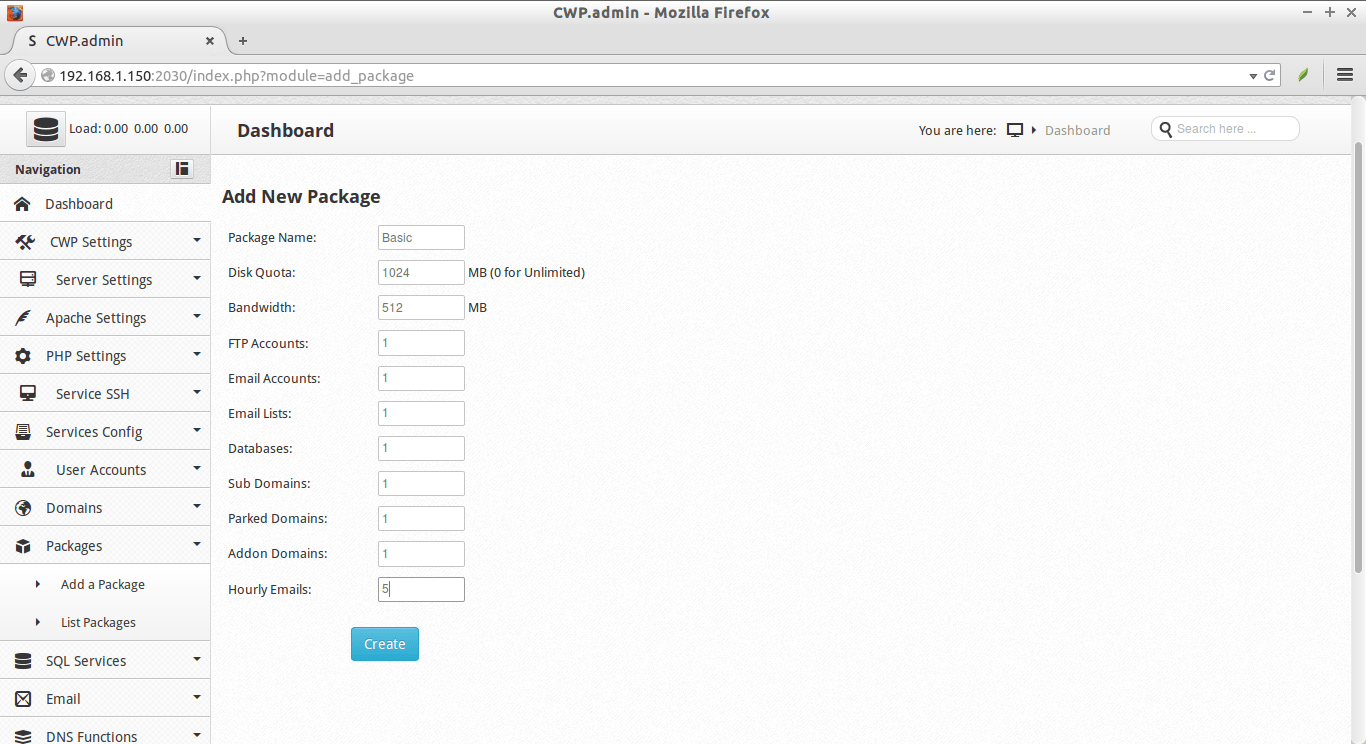 CWP.admin - Mozilla Firefox
S CWP.admin × +
192.168.1.150:2030/index.php?module=add_package
Load: 0.00 0.00 0.00
Dashboard
You are here: Dashboard
Search here ...
Navigation
Dashboard
CWP Settings
Server Settings
Apache Settings
PHP Settings
Service SSH
Services Config
User Accounts
Domains
Packages
Add a Package
List Packages
SQL Services
Email
DNS Functions
Add New Package
Package Name: Basic
Disk Quota: 1024 MB (0 for Unlimited)
Bandwidth: 512 MB
FTP Accounts: 1
Email Accounts: 1
Email Lists: 1
Databases: 1
Sub Domains: 1
Parked Domains: 1
Addon Domains: 1
Hourly Emails: 5
Create